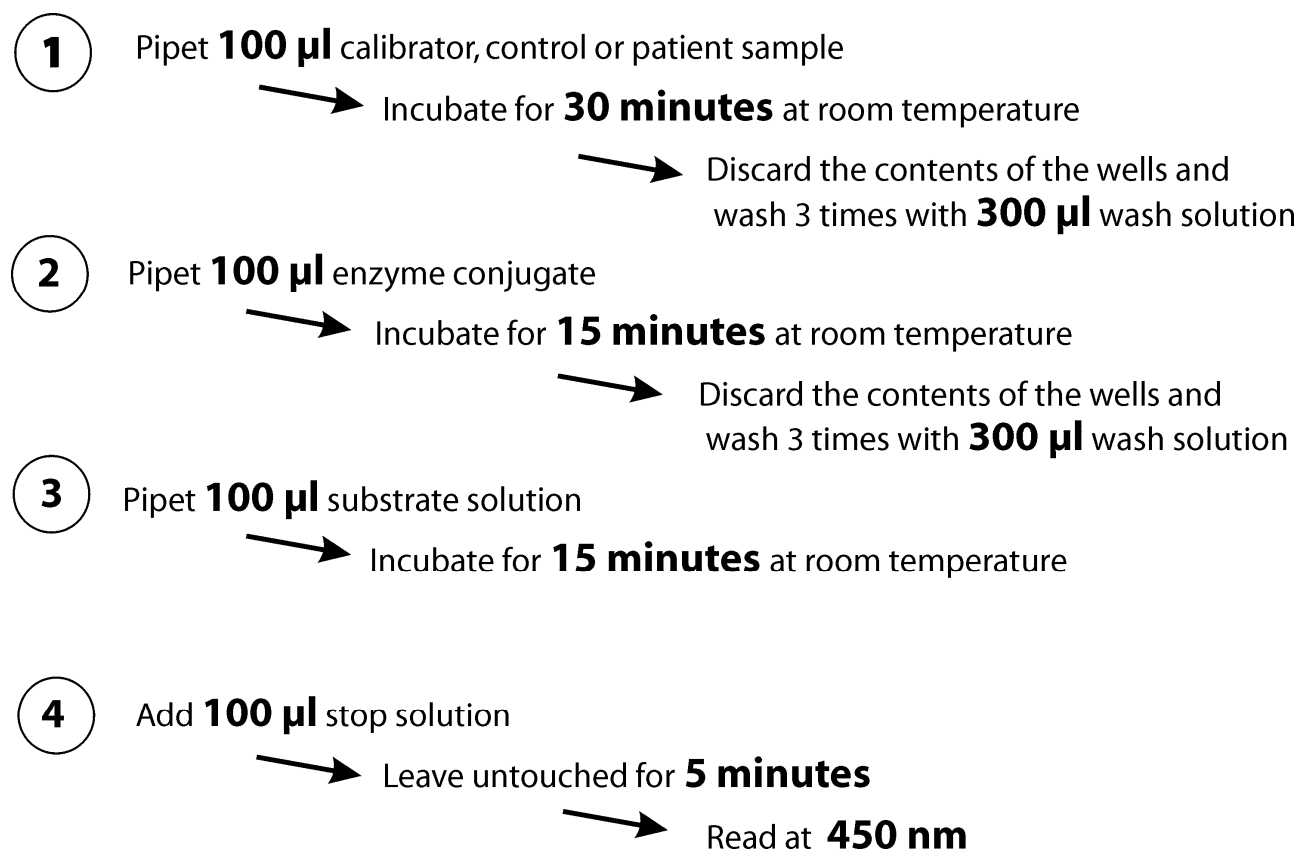 1 Pipet 100 µl calibrator, control or patient sample
Incubate for 30 minutes at room temperature
Discard the contents of the wells and
wash 3 times with 300 µl wash solution
2 Pipet 100 µl enzyme conjugate
Incubate for 15 minutes at room temperature
Discard the contents of the wells and
wash 3 times with 300 µl wash solution
3 Pipet 100 µl substrate solution
Incubate for 15 minutes at room temperature
4 Add 100 µl stop solution
Leave untouched for 5 minutes
Read at 450 nm